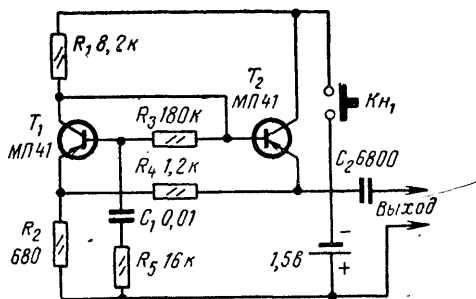 R₁ 8,2к
T₁
МП41
R₃ 180к
T₂
МП41
Кн₁
R₄ 1,2к
C₂ 6800
R₂
680
C₁ 0,01
R₅ 16к
Выход
1,5в
−
+